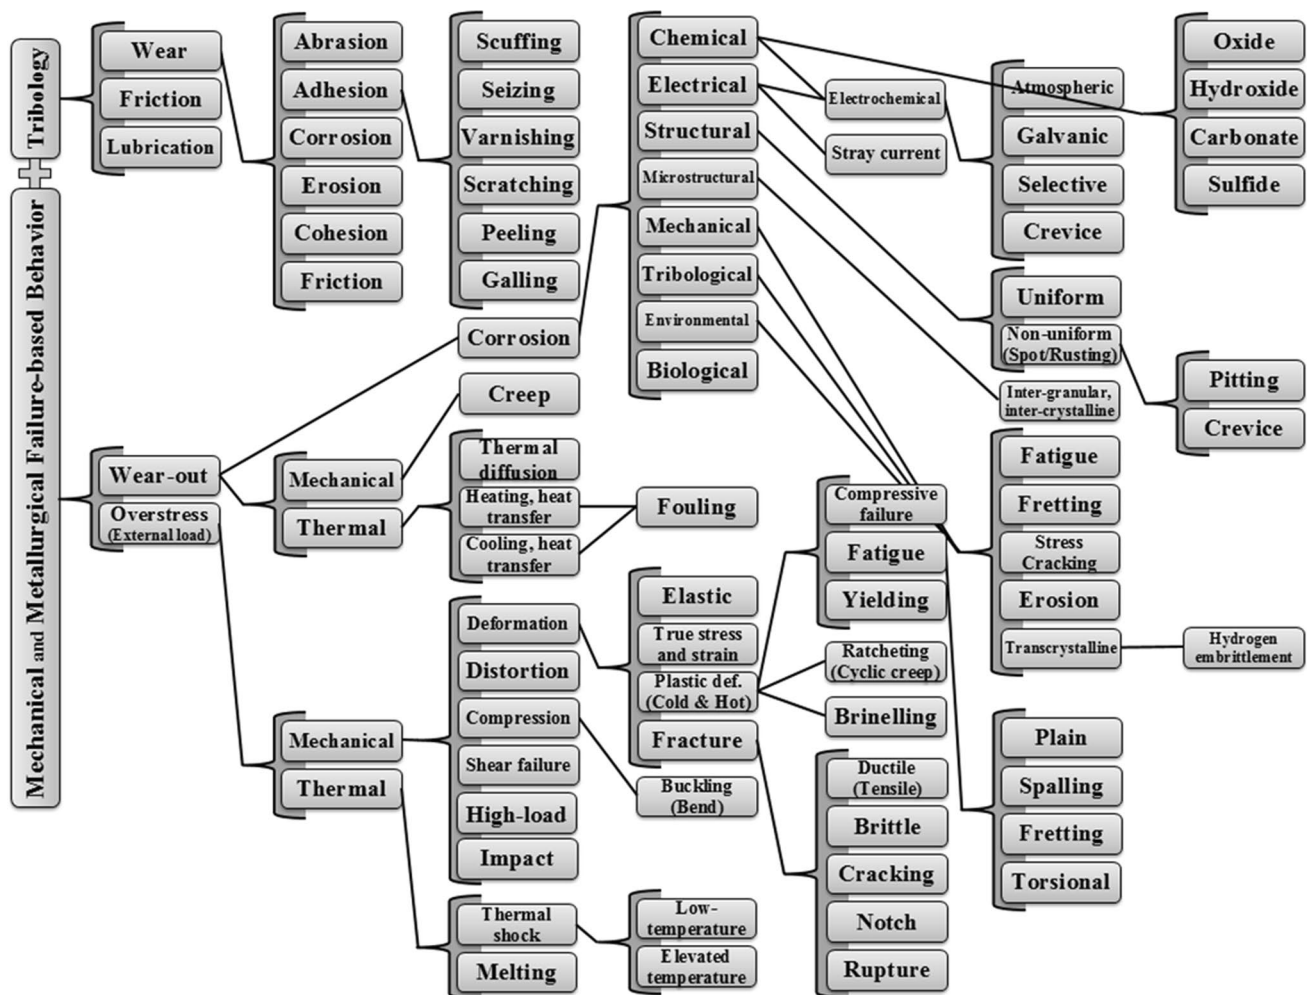 Tribology
Mechanical and Metallurgical Failure-based Behavior
Wear
Friction
Lubrication
Wear-out
Overstress
(External load)
Abrasion
Adhesion
Corrosion
Erosion
Cohesion
Friction
Mechanical
Thermal
Mechanical
Thermal
Scuffing
Seizing
Varnishing
Scratching
Peeling
Galling
Corrosion
Creep
Thermal
diffusion
Heating, heat
transfer
Cooling, heat
transfer
Deformation
Distortion
Compression
Shear failure
High-load
Impact
Thermal
shock
Melting
Chemical
Electrical
Structural
Microstructural
Mechanical
Tribological
Environmental
Biological
Fouling
Elastic
True stress
and strain
Plastic def.
(Cold & Hot)
Fracture
Buckling
(Bend)
Low-
temperature
Elevated
temperature
Electrochemical
Stray current
Compressive
failure
Fatigue
Yielding
Ratcheting
(Cyclic creep)
Brinelling
Ductile
(Tensile)
Brittle
Cracking
Notch
Rupture
Atmospheric
Galvanic
Selective
Crevice
Uniform
Non-uniform
(Spot/Rusting)
Inter-granular,
inter-crystalline
Fatigue
Fretting
Stress
Cracking
Erosion
Transcrystalline
Plain
Spalling
Fretting
Torsional
Oxide
Hydroxide
Carbonate
Sulfide
Pitting
Crevice
Hydrogen
embrittlement